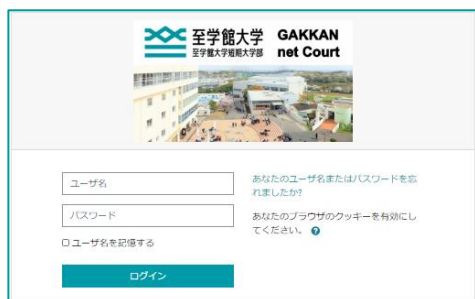 至学館大学
至学館大学短期大学部
GAKKAN
net Court
ユーザ名
パスワード
ユーザ名を記憶する
ログイン
あなたのユーザ名またはパスワードを忘
れましたか?
あなたのブラウザのクッキーを有効にし
てください。